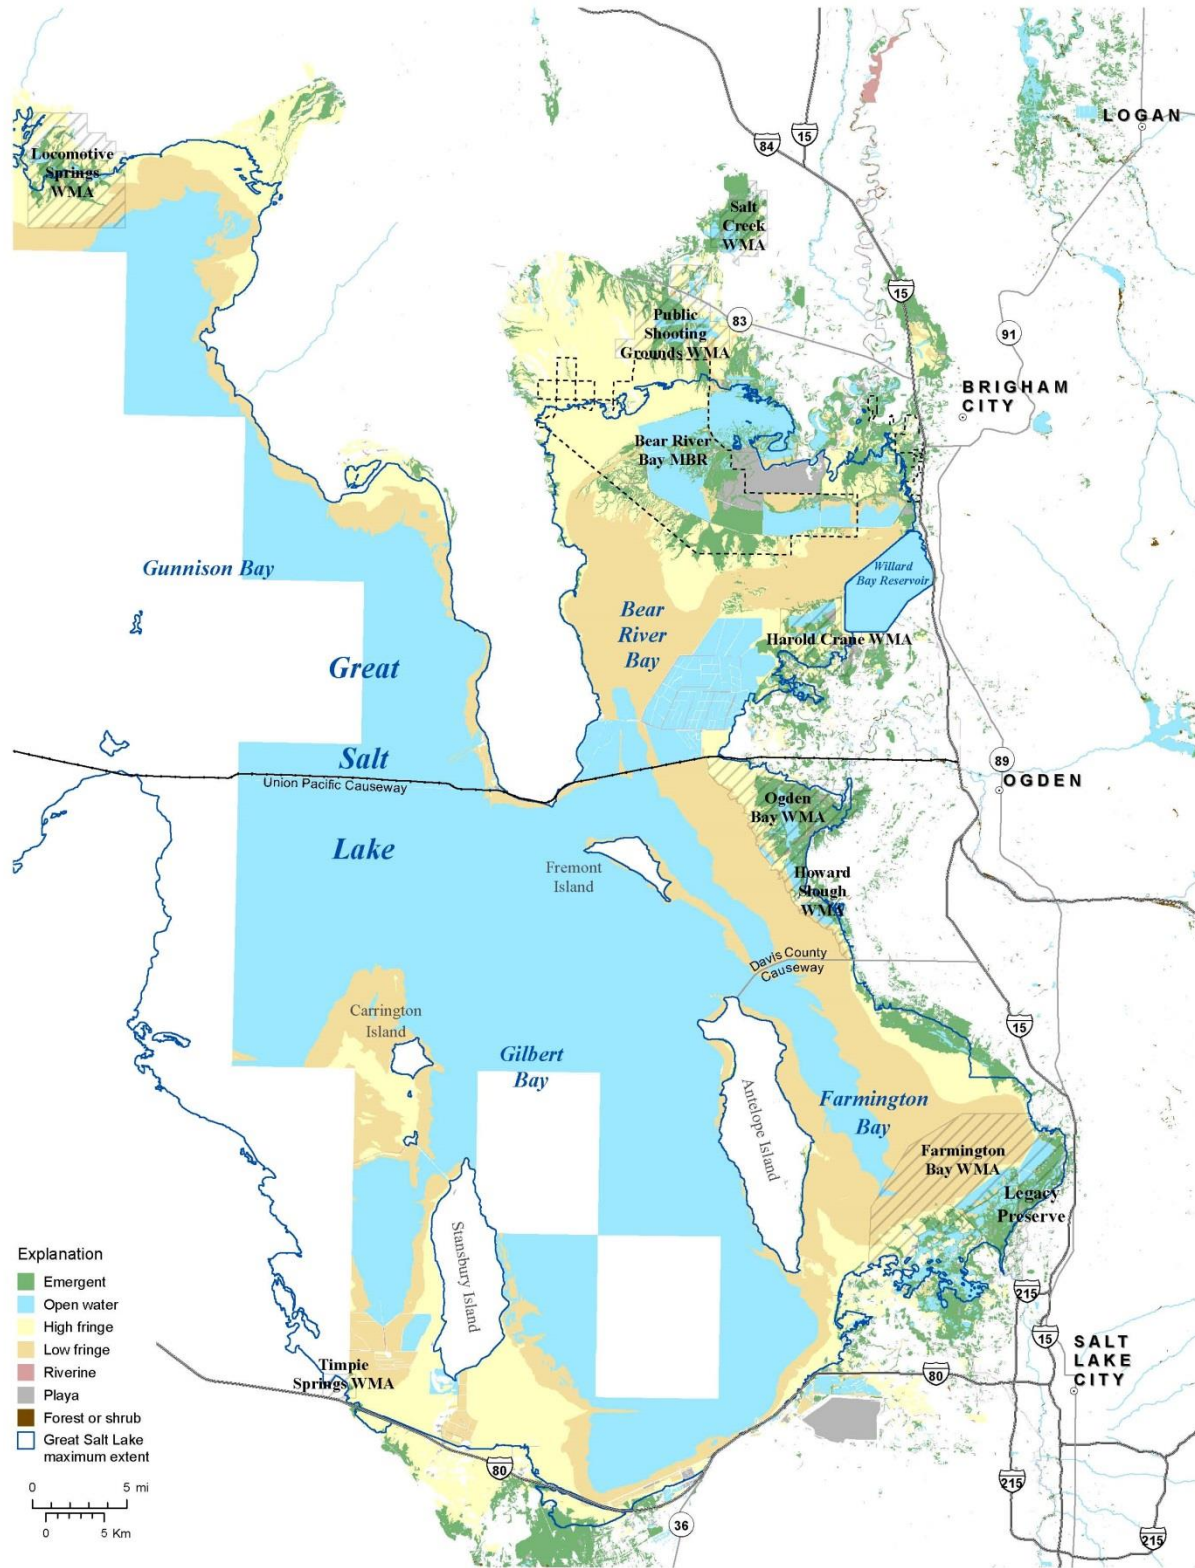 LOGAN
84
15
Locomotive
Springs
WMA
Salt
Creek
WMA
15
Public
Shooting
Grounds WMA
83
91
BRIGHAM
CITY
Bear River
Bay MBR
Gunnison Bay
Willard
Bay Reservoir
Bear
River
Bay
Harold Crane WMA
Great
Salt
Lake
Union Pacific Causeway
89
OGDEN
Ogden
Bay WMA
Fremont
Island
Howard
Slough
WMA
Davis County
Causeway
Carrington
Island
15
Gilbert
Bay
Antelope Island
Farmington
Bay
Farmington
Bay WMA
Legacy
Preserve
Stansbury Island
215
15
SALT
LAKE
CITY
80
Timpie
Springs WMA
80
36
215
215
Explanation
Emergent
Open water
High fringe
Low fringe
Riverine
Playa
Forest or shrub
Great Salt Lake
maximum extent
0 5 mi
0 5 Km